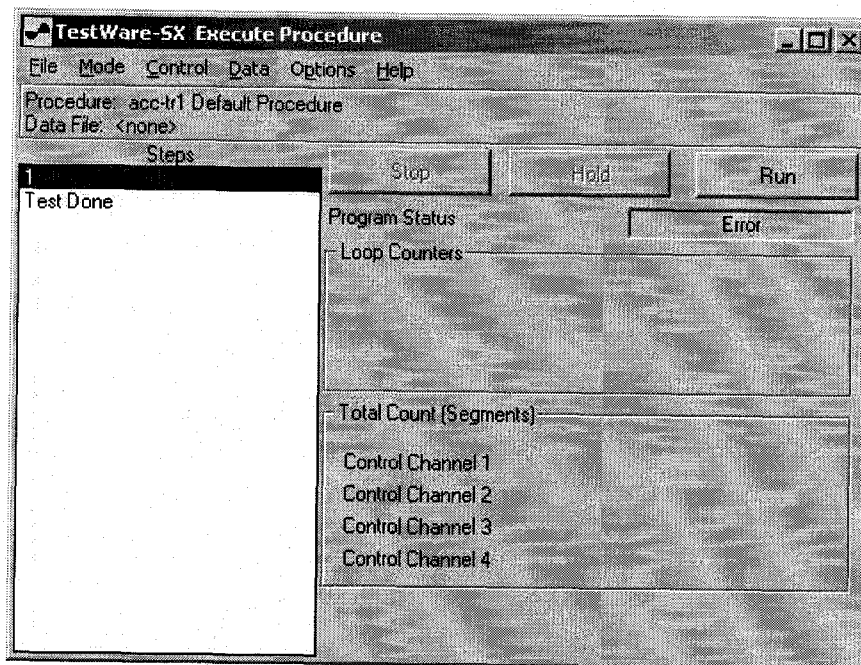 TestWare-SX Execute Procedure
File Mode Control Data Options Help
Procedure: acc-tr1 Default Procedure
Data File: <none>
Steps
1
Test Done
Stop Hold Run
Program Status Error
Loop Counters
Total Count (Segments)
Control Channel 1
Control Channel 2
Control Channel 3
Control Channel 4